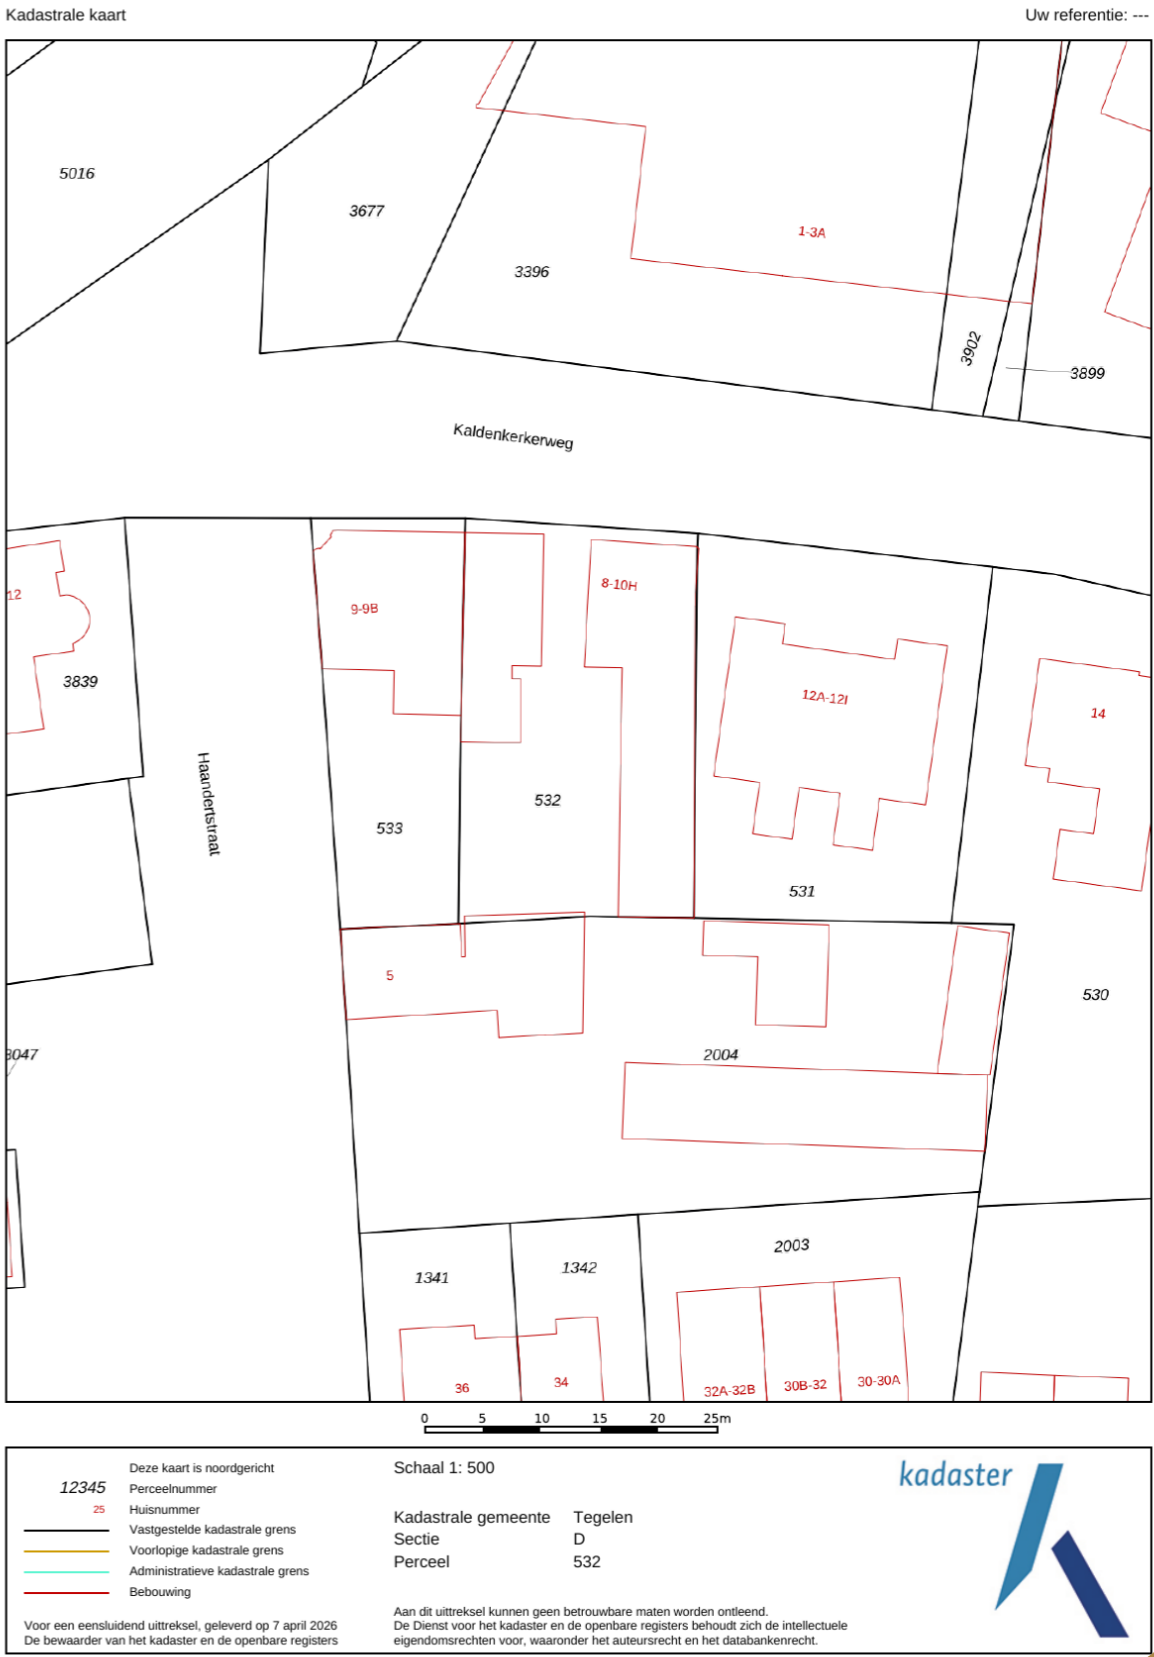 Kadastrale kaart
Uw referentie: ---
5016
3677
3396
1-3A
3902
3899
Kaldenkerkerweg
12
3839
9-9B
8-10H
12A-12I
14
Haandertstraat
533
532
531
5
530
2004
3047
1341
1342
2003
36
34
32A-32B
30B-32
30-30A
0 5 10 15 20 25m
Deze kaart is noordgericht
12345 Perceelnummer
25 Huisnummer
Vastgestelde kadastrale grens
Voorlopige kadastrale grens
Administratieve kadastrale grens
Bebouwing
Voor een eensluidend uittreksel, geleverd op 7 april 2026
De bewaarder van het kadaster en de openbare registers
Schaal 1: 500
Kadastrale gemeente Tegelen
Sectie D
Perceel 532
Aan dit uittreksel kunnen geen betrouwbare maten worden ontleend.
De Dienst voor het kadaster en de openbare registers behoudt zich de intellectuele
eigendomsrechten voor, waaronder het auteursrecht en het databankenrecht.
kadaster